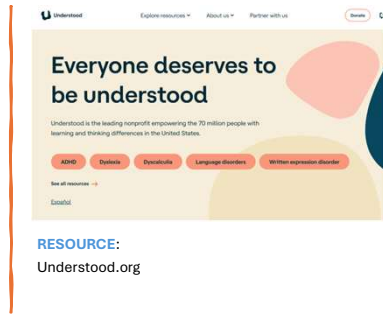 Understood
Explore resources
About us
Partner with us
Donate
Everyone deserves to
be understood
Understood is the leading nonprofit empowering the 70 million people with
learning and thinking differences in the United States.
ADHD
Dyslexia
Dyscalculia
Language disorders
Written expression disorder
See all resources →
Español
RESOURCE:
Understood.org